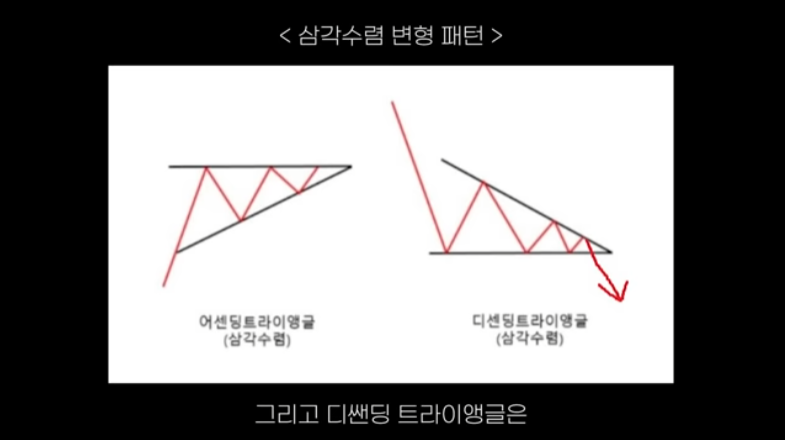 < 삼각수렴 변형 패턴 >
어센딩트라이앵글
(삼각수렴)
디센딩트라이앵글
(삼각수렴)
그리고 디쌘딩 트라이앵글은